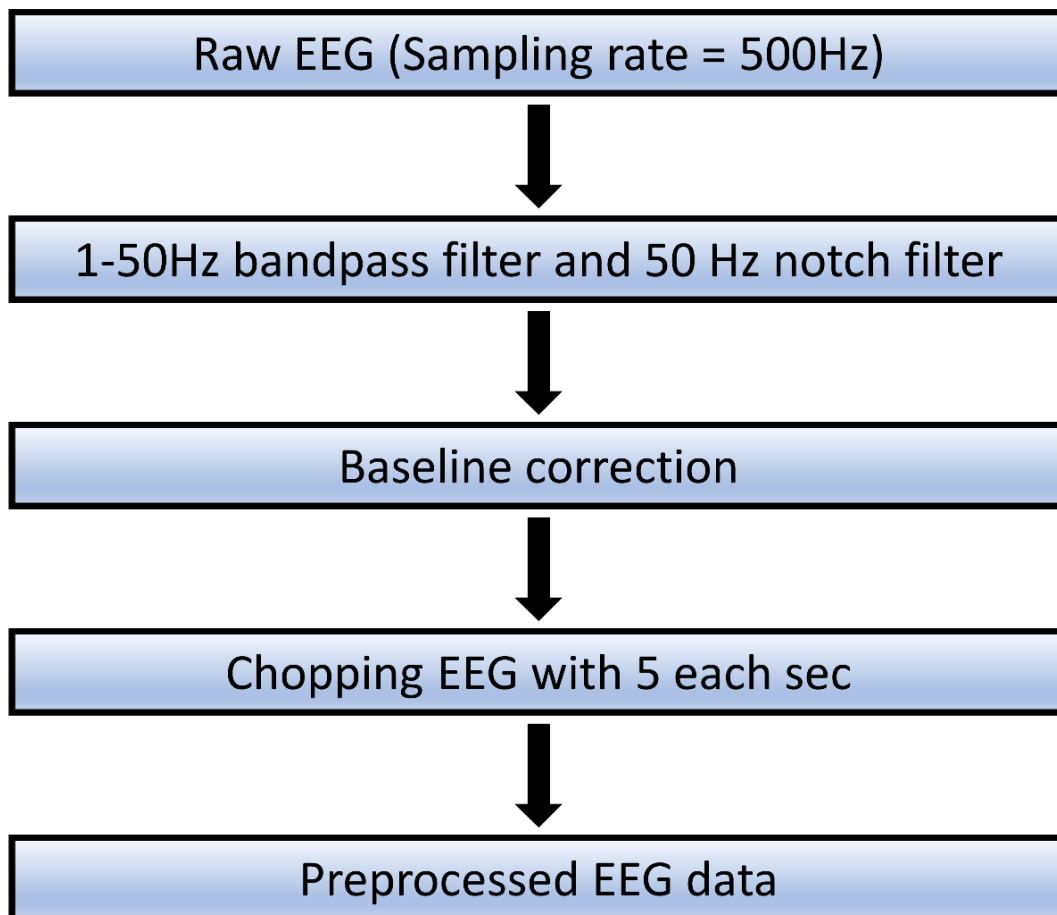 Raw EEG (Sampling rate = 500Hz)
1-50Hz bandpass filter and 50 Hz notch filter
Baseline correction
Chopping EEG with 5 each sec
Preprocessed EEG data